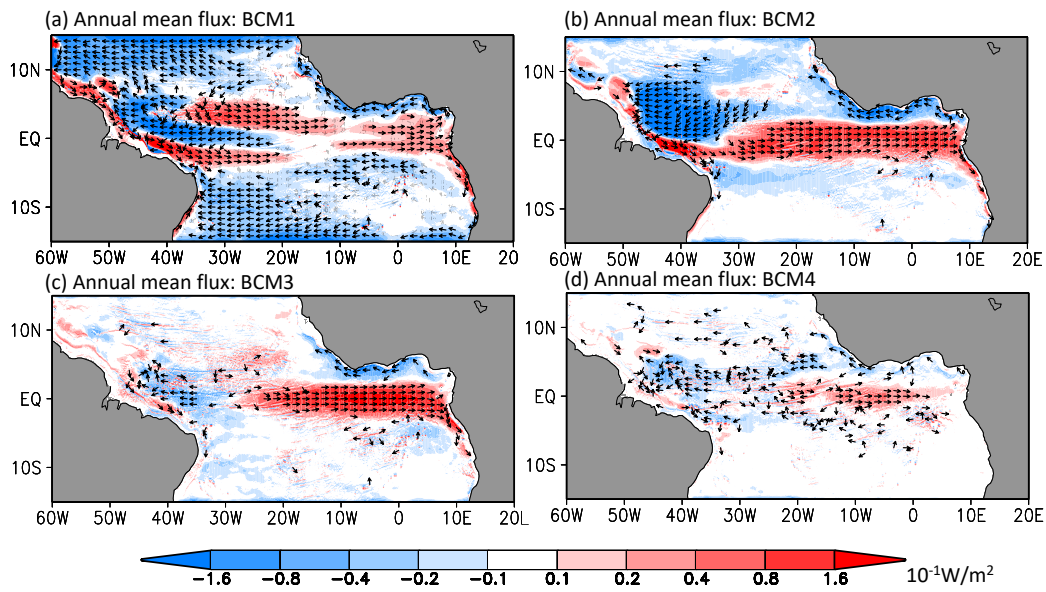 (a) Annual mean flux: BCM1
(b) Annual mean flux: BCM2
10N
EQ
10S
60W 50W 40W 30W 20W 10W 0 10E 20
10N
EQ
10S
60W 50W 40W 30W 20W 10W 0 10E 20E
(c) Annual mean flux: BCM3
(d) Annual mean flux: BCM4
10N
EQ
10S
60W 50W 40W 30W 20W 10W 0 10E 20
10N
EQ
10S
60W 50W 40W 30W 20W 10W 0 10E 20E
−1.6 −0.8 −0.4 −0.2 −0.1 0.1 0.2 0.4 0.8 1.6 10⁻¹W/m²